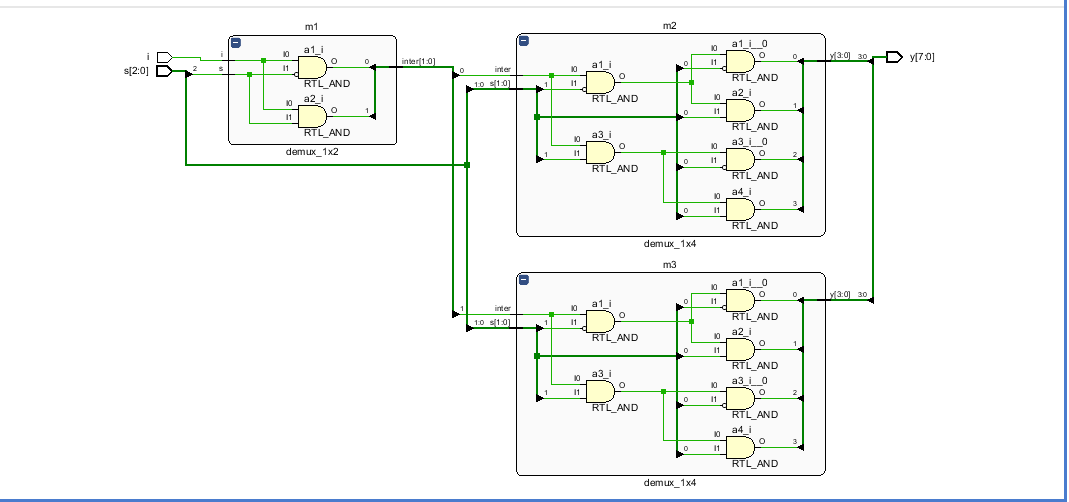 m1
i
s[2:0]
2
i
s
a1_i
I0
I1
O
RTL_AND
0
a2_i
I0
I1
O
RTL_AND
1
inter[1:0]
demux_1x2
m2
0
inter
1:0
s[1:0]
1
a1_i
I0
I1
O
RTL_AND
1
a3_i
I0
I1
O
RTL_AND
a1_i__0
0
I0
I1
O
RTL_AND
0
a2_i
0
I0
I1
O
RTL_AND
1
a3_i__0
0
I0
I1
O
RTL_AND
2
a4_i
0
I0
I1
O
RTL_AND
3
y[3:0]
3:0
y[7:0]
demux_1x4
m3
1
inter
1:0
s[1:0]
1
a1_i
I0
I1
O
RTL_AND
1
a3_i
I0
I1
O
RTL_AND
a1_i__0
0
I0
I1
O
RTL_AND
0
a2_i
0
I0
I1
O
RTL_AND
1
a3_i__0
0
I0
I1
O
RTL_AND
2
a4_i
0
I0
I1
O
RTL_AND
3
y[3:0]
3:0
demux_1x4